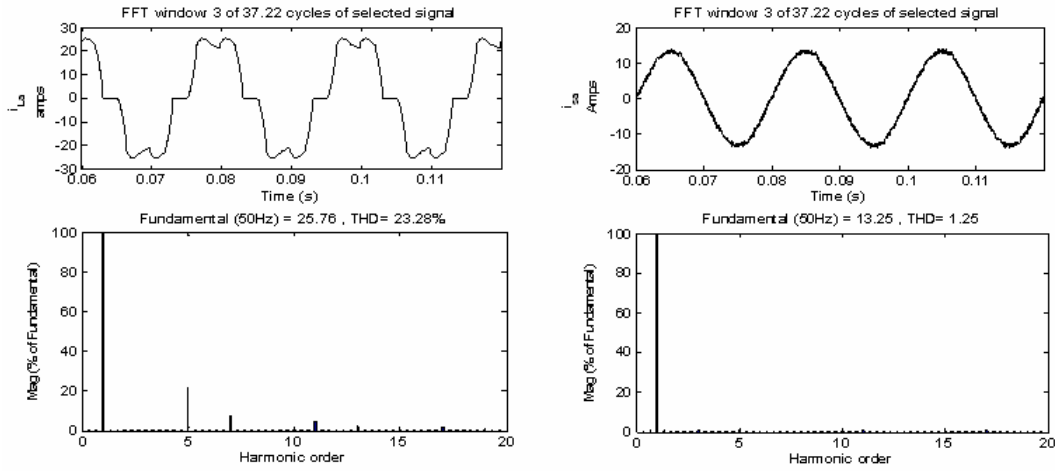 FFT window: 3 of 37.22 cycles of selected signal
30
20
10
0
-10
-20
-30
i La
amps
0.06 0.07 0.08 0.09 0.1 0.11
Time (s)
Fundamental (50Hz) = 25.76 , THD= 23.28%
100
80
60
40
20
0
Mag (% of Fundamental)
0 5 10 15 20
Harmonic order
FFT window: 3 of 37.22 cycles of selected signal
20
10
0
-10
-20
i sa
Amps
0.06 0.07 0.08 0.09 0.1 0.11
Time (s)
Fundamental (50Hz) = 13.25 , THD= 1.25
100
80
60
40
20
0
Mag (% of Fundamental)
0 5 10 15 20
Harmonic order